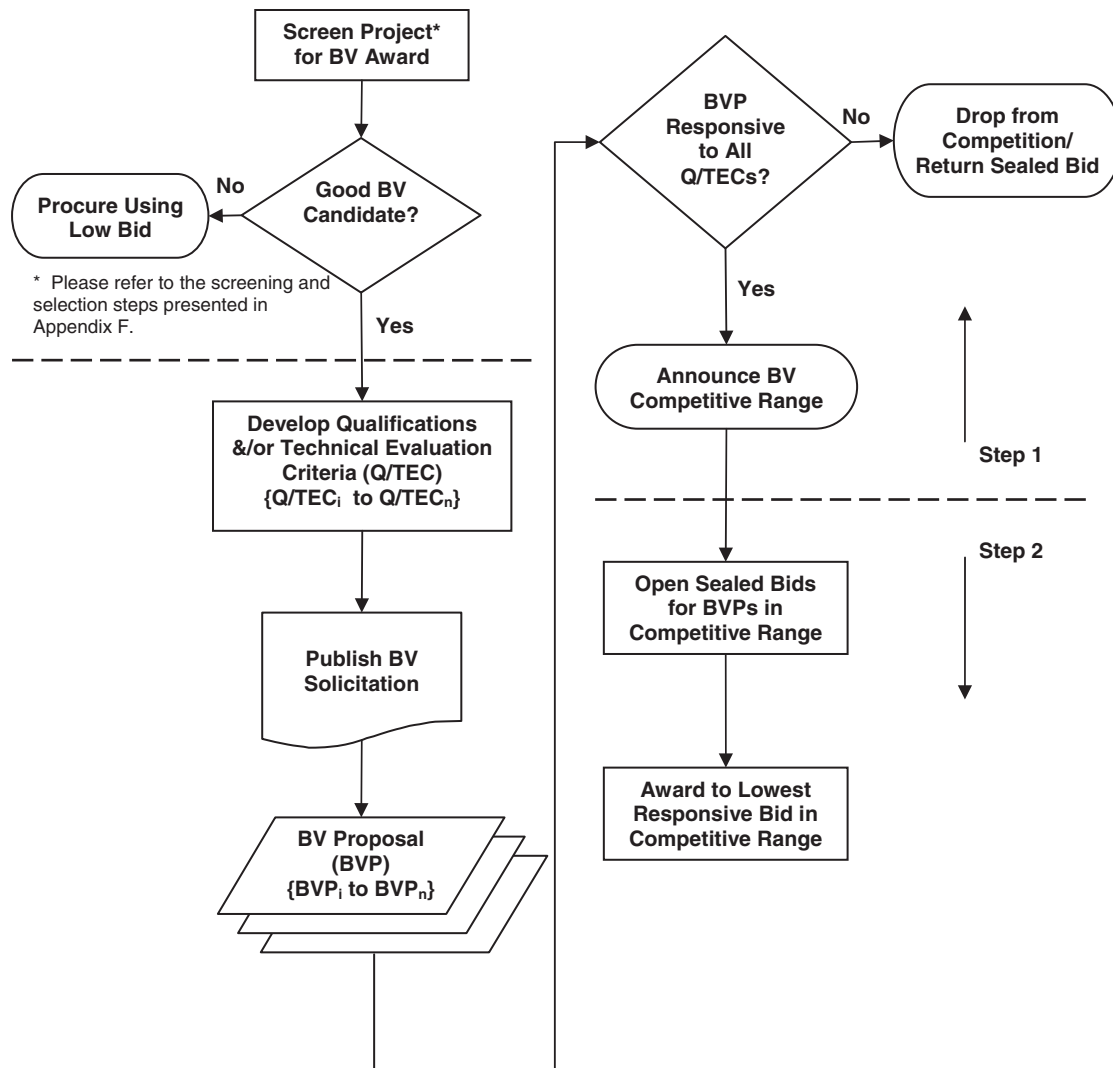 Screen Project*
for BV Award
Good BV
Candidate?
No
Procure Using
Low Bid
* Please refer to the screening and
selection steps presented in
Appendix F.
Yes
Develop Qualifications
&/or Technical Evaluation
Criteria (Q/TEC)
{Q/TECi to Q/TECn}
Publish BV
Solicitation
BV Proposal
(BVP)
{BVPi to BVPn}
BVP
Responsive
to All
Q/TECs?
No
Drop from
Competition/
Return Sealed Bid
Yes
Announce BV
Competitive Range
Step 1
Step 2
Open Sealed Bids
for BVPs in
Competitive Range
Award to Lowest
Responsive Bid in
Competitive Range